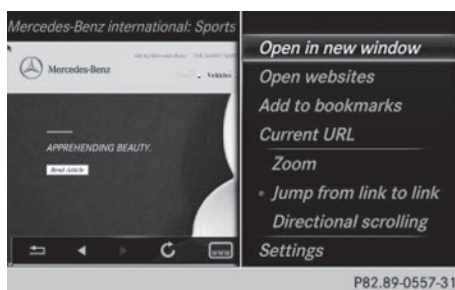 Mercedes-Benz international: Sports
Mercedes-Benz
Vehicles
APPREHENDING BEAUTY.
Read Article
www
Open in new window
Open websites
Add to bookmarks
Current URL
Zoom
Jump from link to link
Directional scrolling
Settings
P82.89-0557-31